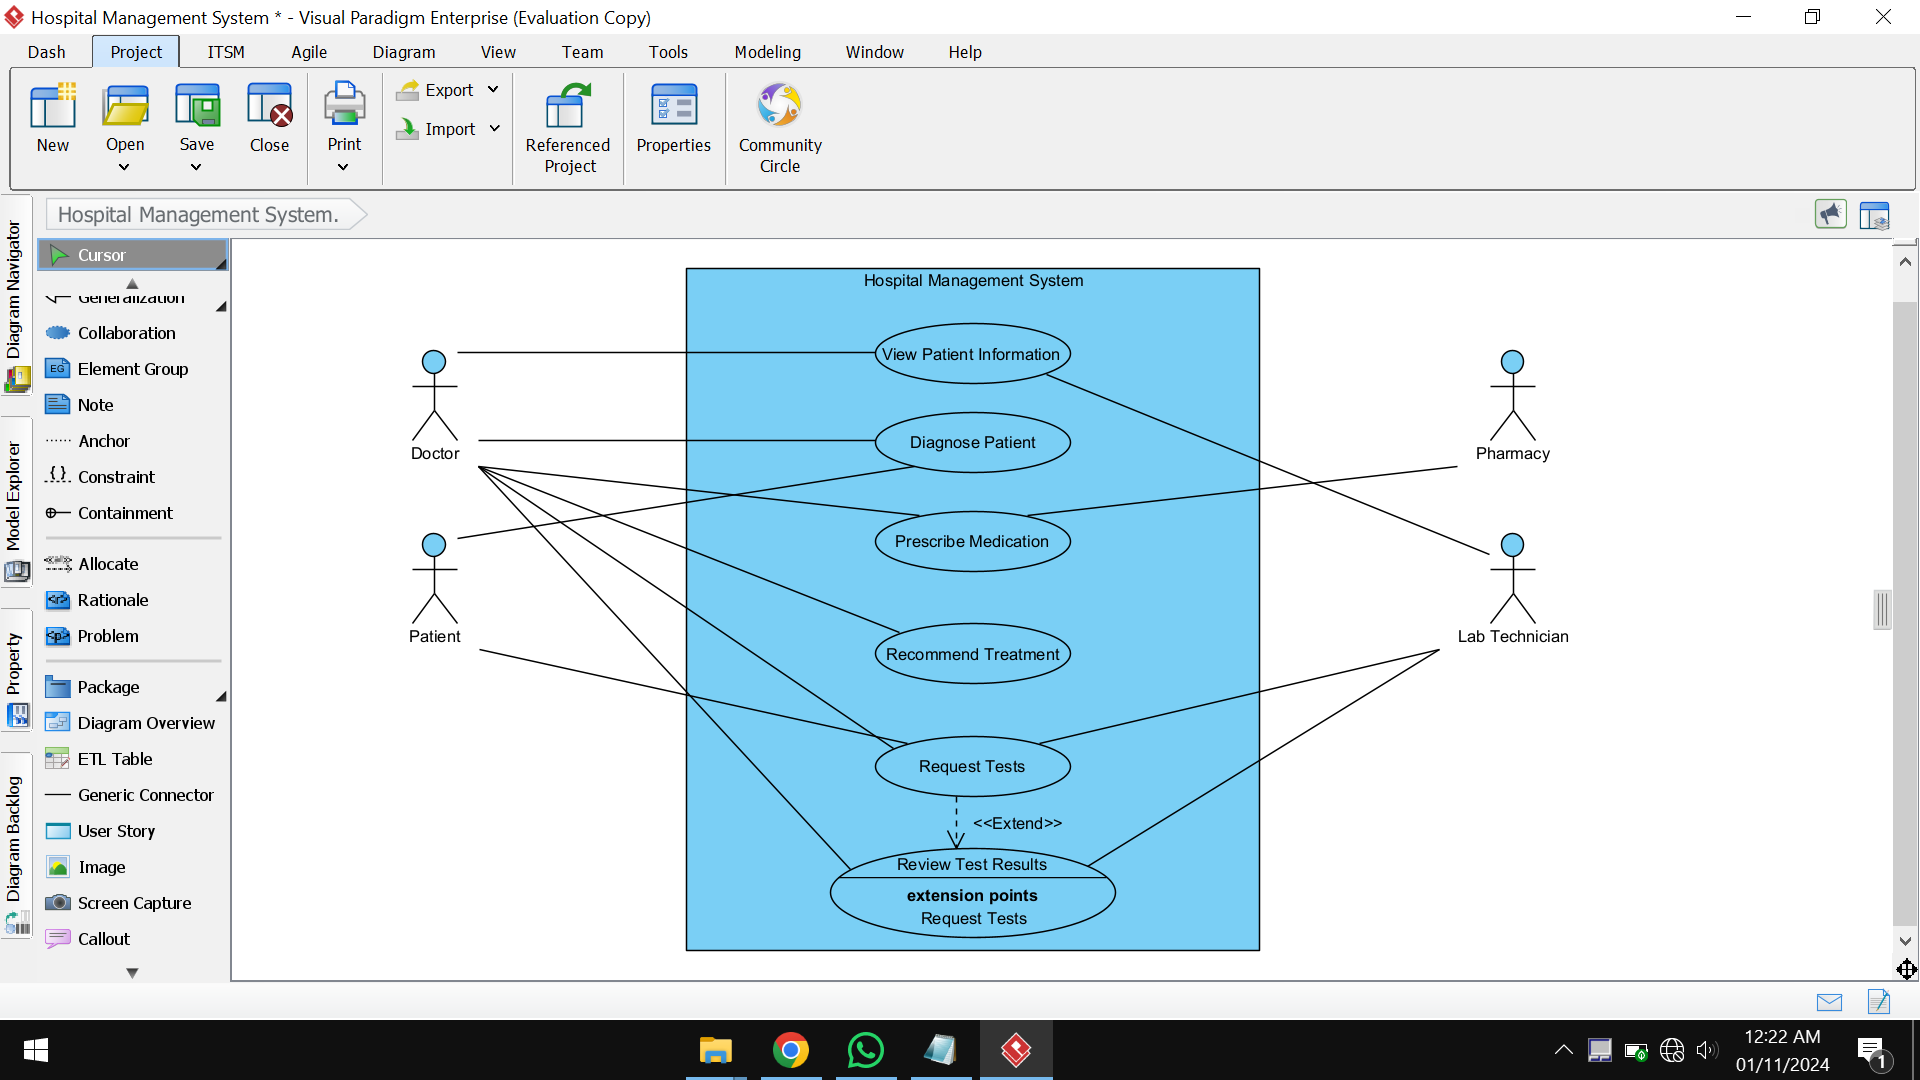 Hospital Management System * - Visual Paradigm Enterprise (Evaluation Copy)
Dash Project ITSM Agile Diagram View Team Tools Modeling Window Help
New
Open
Save
Close
Print
Export
Import
Referenced
Project
Properties
Community
Circle
Hospital Management System.
Diagram Navigator
Model Explorer
Property
Diagram Backlog
Cursor
Generalization
Collaboration
EG Element Group
Note
Anchor
{} Constraint
Containment
Allocate
<r> Rationale
<p> Problem
Package
Diagram Overview
ETL Table
Generic Connector
User Story
Image
Screen Capture
Callout
Hospital Management System
View Patient Information
Diagnose Patient
Prescribe Medication
Recommend Treatment
Request Tests
<<Extend>>
Review Test Results
extension points
Request Tests
Doctor
Patient
Pharmacy
Lab Technician
12:22 AM
01/11/2024
1